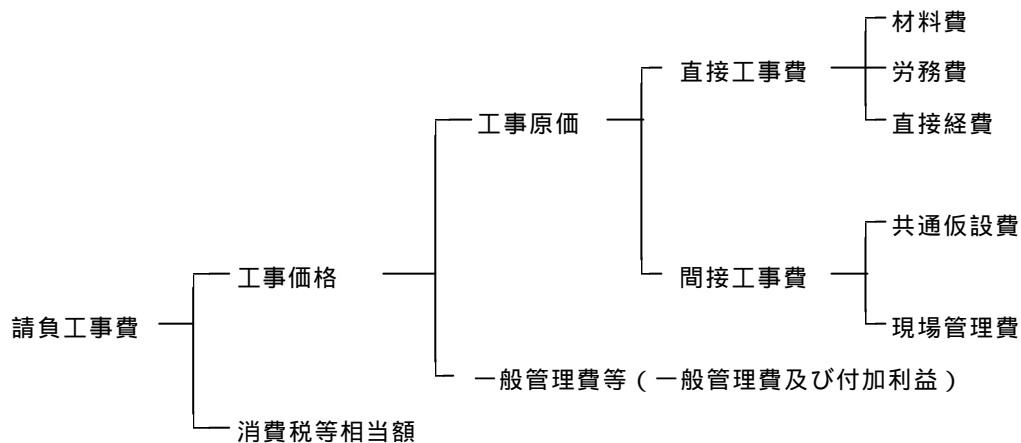 材料費
直接工事費
労務費
工事原価
直接経費
共通仮設費
工事価格
間接工事費
請負工事費
現場管理費
一般管理費等（一般管理費及び付加利益）
消費税等相当額